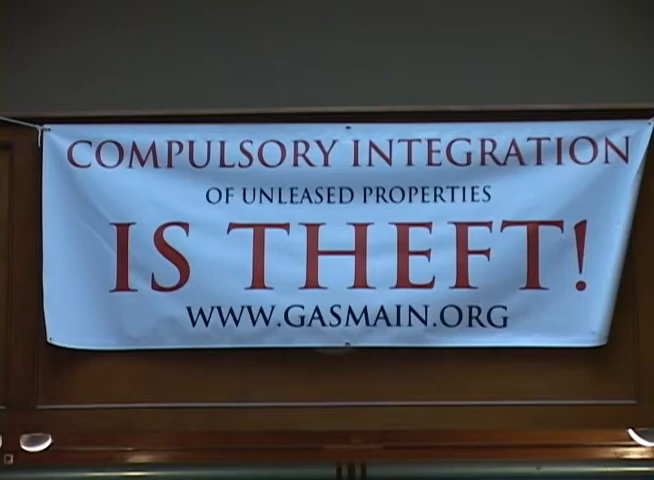 COMPULSORY INTEGRATION
OF UNLEASED PROPERTIES
IS THEFT!
WWW.GASMAIN.ORG